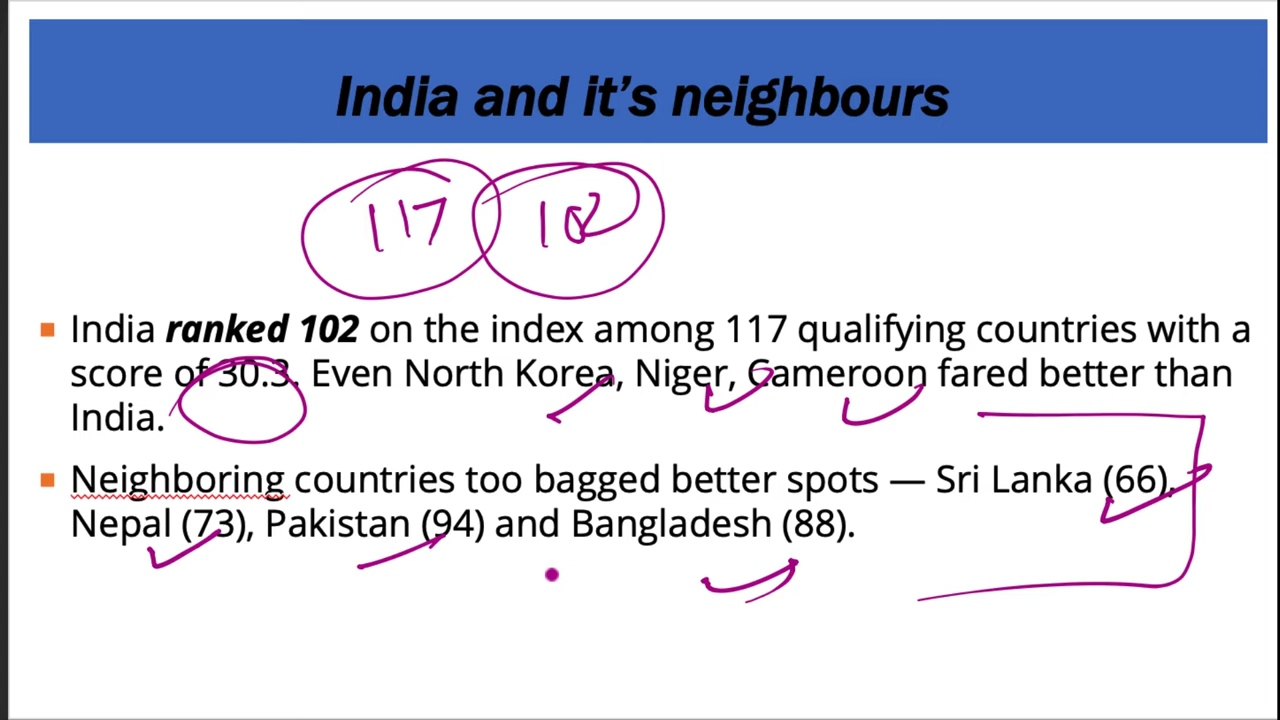 India and it's neighbours
117 102
India ranked 102 on the index among 117 qualifying countries with a
score of 30.3. Even North Korea, Niger, Cameroon fared better than
India.
Neighboring countries too bagged better spots — Sri Lanka (66),
Nepal (73), Pakistan (94) and Bangladesh (88).